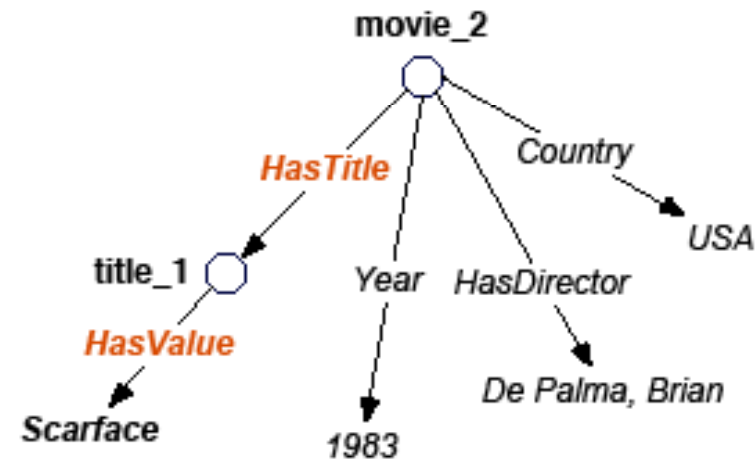 movie_2
HasTitle
Country
USA
title_1
Year
HasDirector
HasValue
De Palma, Brian
Scarface
1983